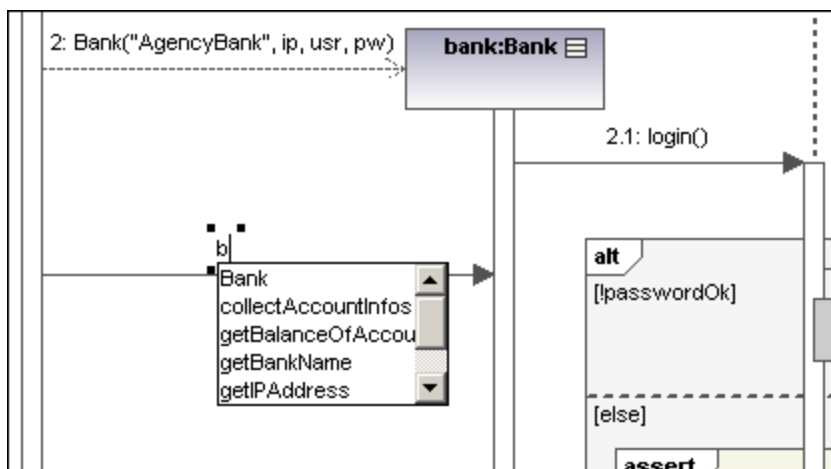 2: Bank("AgencyBank", ip, usr, pw)
bank:Bank
2.1: login()
b
Bank
collectAccountInfos
getBalanceOfAccou
getBankName
getIPAddress
alt
[!passwordOk]
[else]
assert